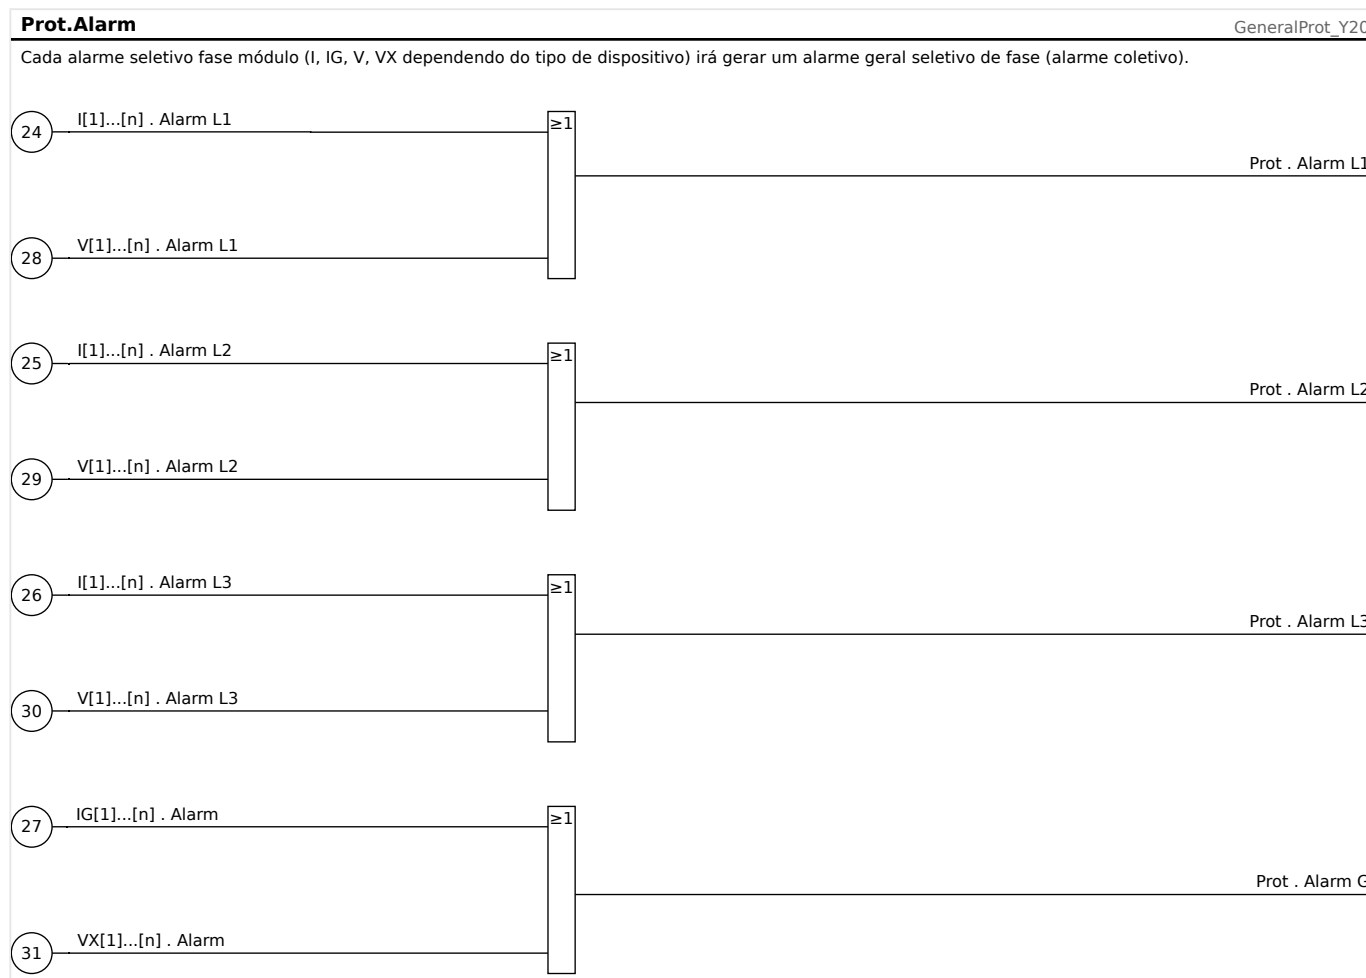 Prot.Alarm
GeneralProt_Y20
Cada alarme seletivo fase módulo (I, IG, V, VX dependendo do tipo de dispositivo) irá gerar um alarme geral seletivo de fase (alarme coletivo).
24 I[1]...[n] . Alarm L1
≥1
Prot . Alarm L1
28 V[1]...[n] . Alarm L1
25 I[1]...[n] . Alarm L2
≥1
Prot . Alarm L2
29 V[1]...[n] . Alarm L2
26 I[1]...[n] . Alarm L3
≥1
Prot . Alarm L3
30 V[1]...[n] . Alarm L3
27 IG[1]...[n] . Alarm
≥1
Prot . Alarm G
31 VX[1]...[n] . Alarm